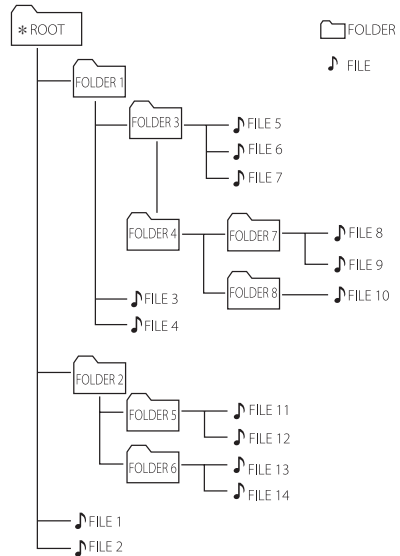 * ROOT
FOLDER
FILE
FOLDER 1
FOLDER 3
FILE 5
FILE 6
FILE 7
FOLDER 4
FOLDER 7
FILE 8
FILE 9
FOLDER 8
FILE 10
FILE 3
FILE 4
FOLDER 2
FOLDER 5
FILE 11
FILE 12
FOLDER 6
FILE 13
FILE 14
FILE 1
FILE 2